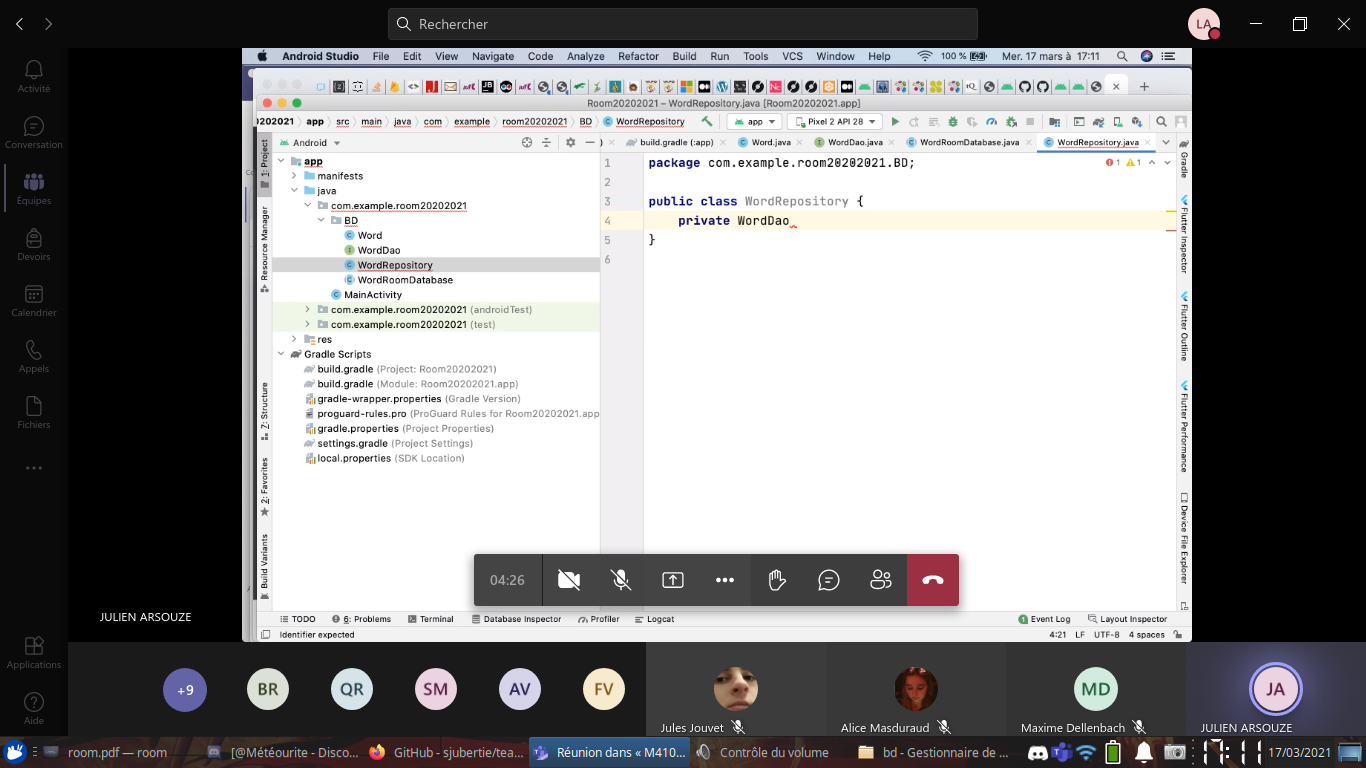 Rechercher
LA
Activité
Conversation
Équipes
Devoirs
Calendrier
Appels
Fichiers
Applications
Aide
Android Studio File Edit View Navigate Code Analyze Refactor Build Run Tools VCS Window Help 100 % Mer. 17 mars à 17:11
Room20202021 – WordRepository.java [Room20202021.app]
app src main java com example room20202021 BD WordRepository app Pixel 2 API 28
Android build.gradle (:app) Word.java WordDao.java WordRoomDatabase.java WordRepository.java
1: Project
Resource Manager
Z: Structure
2: Favorites
Build Variants
app
manifests
java
com.example.room20202021
BD
Word
WordDao
WordRepository
WordRoomDatabase
MainActivity
com.example.room20202021 (androidTest)
com.example.room20202021 (test)
res
Gradle Scripts
build.gradle (Project: Room20202021)
build.gradle (Module: Room20202021.app)
gradle-wrapper.properties (Gradle Version)
proguard-rules.pro (ProGuard Rules for Room20202021.app
gradle.properties (Project Properties)
settings.gradle (Project Settings)
local.properties (SDK Location)
1 package com.example.room20202021.BD;
2
3 public class WordRepository {
4 private WordDao
5 }
6
1 1
Gradle
Flutter Inspector
Flutter Outline
Flutter Performance
Device File Explorer
04:26
TODO 6: Problems Terminal Database Inspector Profiler Logcat 1 Event Log Layout Inspector
Identifier expected 4:21 LF UTF-8 4 spaces
JULIEN ARSOUZE
+9 BR QR SM AV FV MD JA
Jules Jouvet Alice Masduraud Maxime Dellenbach JULIEN ARSOUZE
room.pdf — room [@Météourite - Disco... GitHub - sjubertie/tea... Réunion dans « M410... Contrôle du volume bd - Gestionnaire de ... 17/03/2021